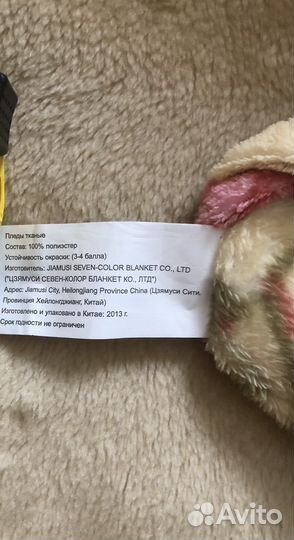 Пледы тканые
Состав: 100% полиэстер
Устойчивость окраски: (3-4 балла)
Изготовитель: JIAMUSI SEVEN-COLOR BLANKET CO., LTD
("ЦЗЯМУСИ СЕВЕН-КОЛОР БЛАНКЕТ КО., ЛТД")
Адрес: Jiamusi City, Heilongjiang Province China (Цзямуси Сити,
Провинция Хейлонгджианг, Китай)
Изготовлено и упаковано в Китае: 2013 г.
Срок годности не ограничен
Avito